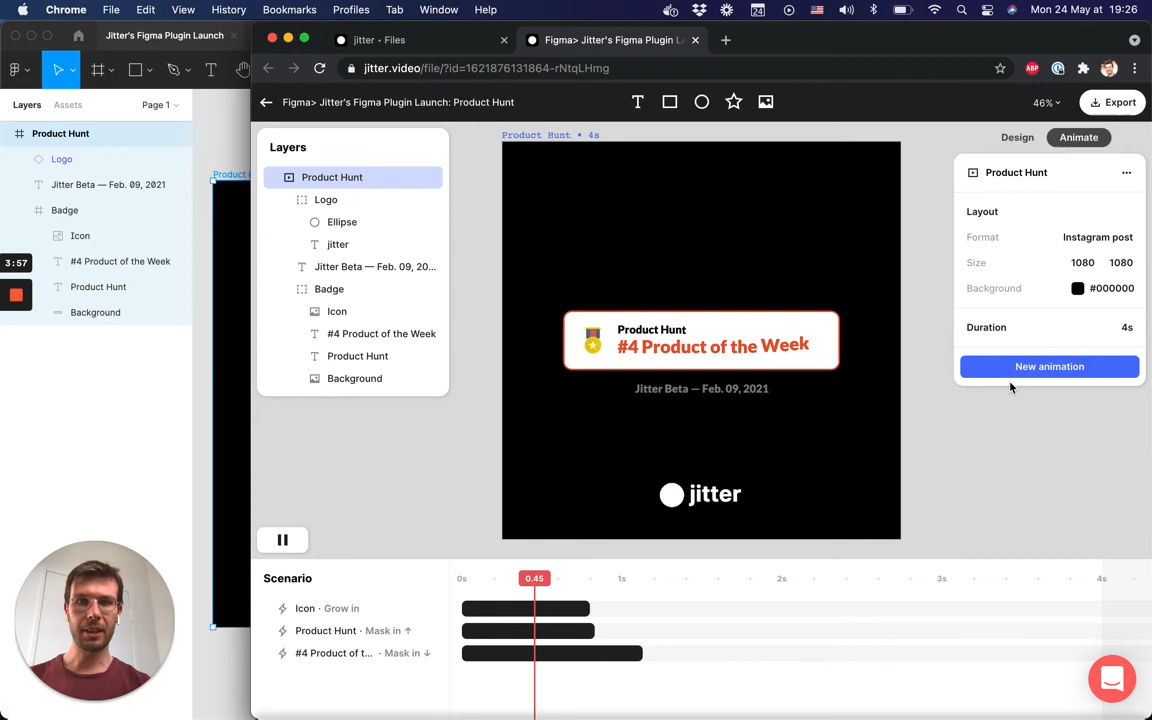 Chrome File Edit View History Bookmarks Profiles Tab Window Help 24 Mon 24 May at 19:26
Jitter's Figma Plugin Launch
jitter • Files
Figma> Jitter's Figma Plugin L
jitter.video/file/?id=1621876131864-rNtqLHmg
ABP
Layers Assets Page 1
Figma> Jitter's Figma Plugin Launch: Product Hunt
46%
Export
Product Hunt
Logo
Jitter Beta — Feb. 09, 2021
Badge
Icon
#4 Product of the Week
Product Hunt
Background
3:57
Product
Layers
Product Hunt
Logo
Ellipse
jitter
Jitter Beta — Feb. 09, 20...
Badge
Icon
#4 Product of the Week
Product Hunt
Background
Product Hunt • 4s
Product Hunt
#4 Product of the Week
Jitter Beta — Feb. 09, 2021
jitter
Design Animate
Product Hunt
Layout
Format Instagram post
Size 1080 1080
Background #000000
Duration 4s
New animation
Scenario
0s 0.45 1s 2s 3s 4s
Icon · Grow in
Product Hunt · Mask in ↑
#4 Product of t... · Mask in ↓